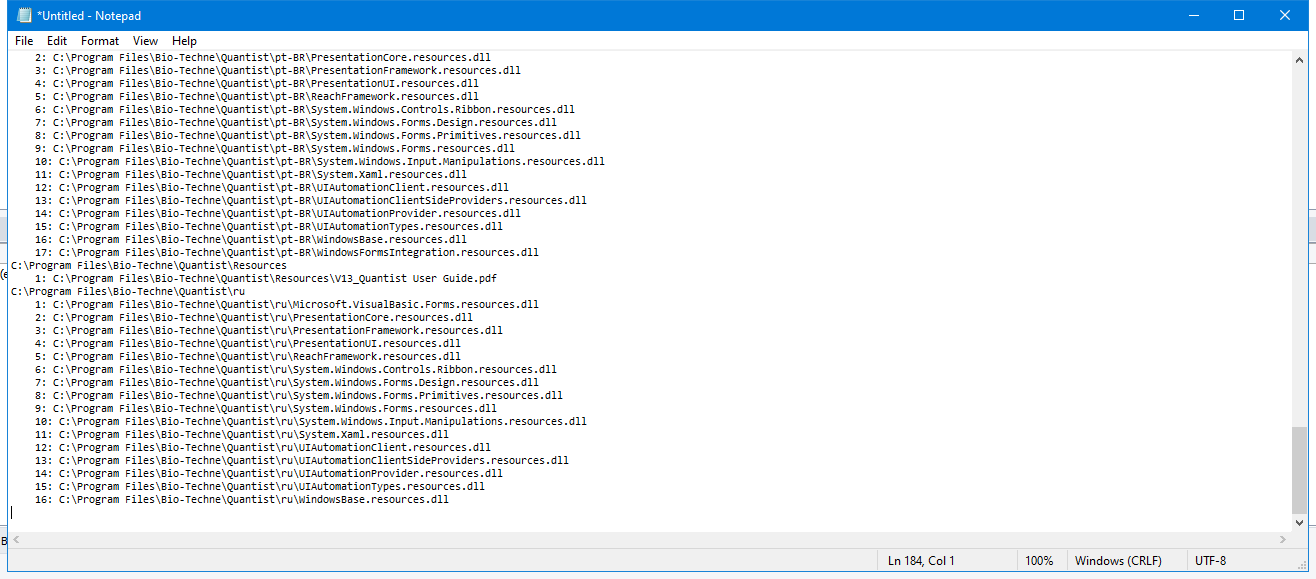 *Untitled - Notepad
File Edit Format View Help
2: C:\Program Files\Bio-Techne\Quantist\pt-BR\PresentationCore.resources.dll
3: C:\Program Files\Bio-Techne\Quantist\pt-BR\PresentationFramework.resources.dll
4: C:\Program Files\Bio-Techne\Quantist\pt-BR\PresentationUI.resources.dll
5: C:\Program Files\Bio-Techne\Quantist\pt-BR\ReachFramework.resources.dll
6: C:\Program Files\Bio-Techne\Quantist\pt-BR\System.Windows.Controls.Ribbon.resources.dll
7: C:\Program Files\Bio-Techne\Quantist\pt-BR\System.Windows.Forms.Design.resources.dll
8: C:\Program Files\Bio-Techne\Quantist\pt-BR\System.Windows.Forms.Primitives.resources.dll
9: C:\Program Files\Bio-Techne\Quantist\pt-BR\System.Windows.Forms.resources.dll
10: C:\Program Files\Bio-Techne\Quantist\pt-BR\System.Windows.Input.Manipulations.resources.dll
11: C:\Program Files\Bio-Techne\Quantist\pt-BR\System.Xaml.resources.dll
12: C:\Program Files\Bio-Techne\Quantist\pt-BR\UIAutomationClient.resources.dll
13: C:\Program Files\Bio-Techne\Quantist\pt-BR\UIAutomationClientSideProviders.resources.dll
14: C:\Program Files\Bio-Techne\Quantist\pt-BR\UIAutomationProvider.resources.dll
15: C:\Program Files\Bio-Techne\Quantist\pt-BR\UIAutomationTypes.resources.dll
16: C:\Program Files\Bio-Techne\Quantist\pt-BR\WindowsBase.resources.dll
17: C:\Program Files\Bio-Techne\Quantist\pt-BR\WindowsFormsIntegration.resources.dll
C:\Program Files\Bio-Techne\Quantist\Resources
1: C:\Program Files\Bio-Techne\Quantist\Resources\V13_Quantist User Guide.pdf
C:\Program Files\Bio-Techne\Quantist\ru
1: C:\Program Files\Bio-Techne\Quantist\ru\Microsoft.VisualBasic.Forms.resources.dll
2: C:\Program Files\Bio-Techne\Quantist\ru\PresentationCore.resources.dll
3: C:\Program Files\Bio-Techne\Quantist\ru\PresentationFramework.resources.dll
4: C:\Program Files\Bio-Techne\Quantist\ru\PresentationUI.resources.dll
5: C:\Program Files\Bio-Techne\Quantist\ru\ReachFramework.resources.dll
6: C:\Program Files\Bio-Techne\Quantist\ru\System.Windows.Controls.Ribbon.resources.dll
7: C:\Program Files\Bio-Techne\Quantist\ru\System.Windows.Forms.Design.resources.dll
8: C:\Program Files\Bio-Techne\Quantist\ru\System.Windows.Forms.Primitives.resources.dll
9: C:\Program Files\Bio-Techne\Quantist\ru\System.Windows.Forms.resources.dll
10: C:\Program Files\Bio-Techne\Quantist\ru\System.Windows.Input.Manipulations.resources.dll
11: C:\Program Files\Bio-Techne\Quantist\ru\System.Xaml.resources.dll
12: C:\Program Files\Bio-Techne\Quantist\ru\UIAutomationClient.resources.dll
13: C:\Program Files\Bio-Techne\Quantist\ru\UIAutomationClientSideProviders.resources.dll
14: C:\Program Files\Bio-Techne\Quantist\ru\UIAutomationProvider.resources.dll
15: C:\Program Files\Bio-Techne\Quantist\ru\UIAutomationTypes.resources.dll
16: C:\Program Files\Bio-Techne\Quantist\ru\WindowsBase.resources.dll
Ln 184, Col 1 100% Windows (CRLF) UTF-8